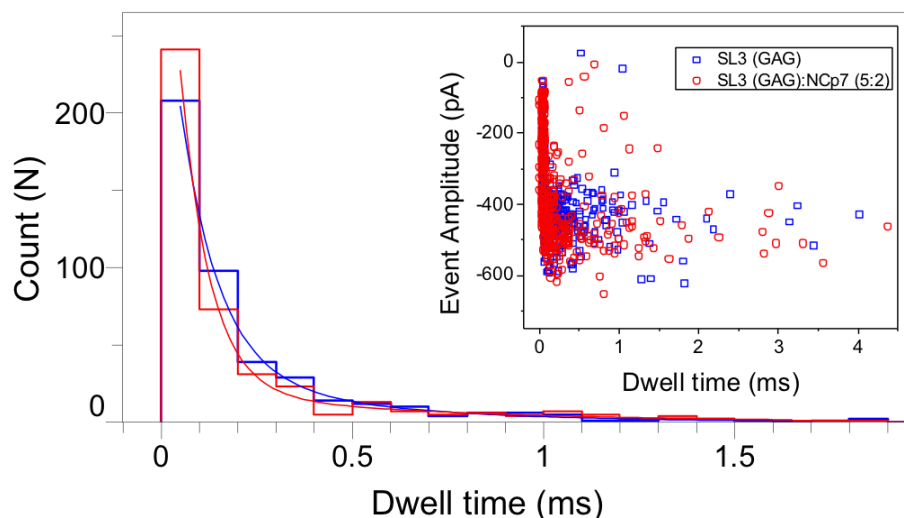 Count (N)
200
100
0
0
0.5
1
1.5
Dwell time (ms)
Event Amplitude (pA)
0
-200
-400
-600
0
1
2
3
4
Dwell time (ms)
SL3 (GAG)
SL3 (GAG):NCp7 (5:2)